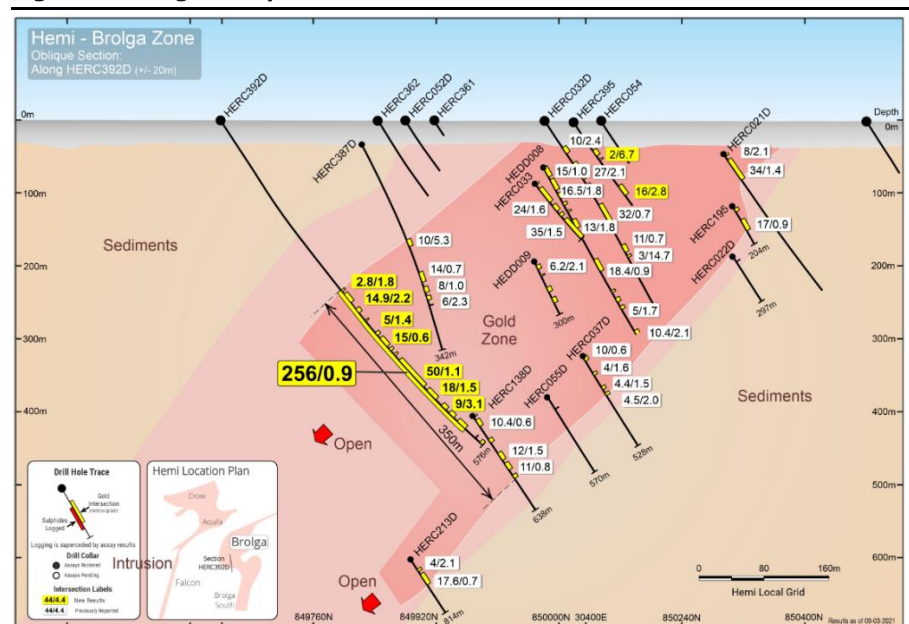 Hemi - Brolga Zone
Oblique Section:
Along HERC392D (+/- 20m)
HERC392D
HERC362
HERC052D
HERC361
HERC032D
HERC395
HERC054
HERC387D
HERC021D
HEDD008
HERC033
HERC195
HERC022D
HEDD009
HERC037D
HERC055D
HERC138D
HERC213D
0m
Depth
0m
100m
200m
300m
400m
500m
600m
Sediments
Sediments
Gold
Zone
Intrusion
Open
Open
350m
10/2.4
2/6.7
8/2.1
34/1.4
15/1.0
27/2.1
16.5/1.8
16/2.8
24/1.6
32/0.7
13/1.8
35/1.5
17/0.9
204m
10/5.3
11/0.7
3/14.7
14/0.7
8/1.0
6/2.3
6.2/2.1
18.4/0.9
297m
2.8/1.8
14.9/2.2
5/1.4
15/0.6
300m
5/1.7
10.4/2.1
342m
256/0.9
50/1.1
18/1.5
9/3.1
10/0.6
4/1.6
4.4/1.5
4.5/2.0
10.4/0.6
576m
12/1.5
11/0.8
528m
570m
638m
4/2.1
17.6/0.7
814m
Drill Hole Trace
Gold
Intersection
Sulphides
Logged
Logging is superceded by assay results
Drill Collar
Assays Recieved
Assays Pending
Intersection Labels
44/4.4 New Results
44/4.4 Previously Reported
Hemi Location Plan
Crow
Aquila
Brolga
Section
HERC392D
Falcon
Brolga
South
0 80 160m
Hemi Local Grid
849760N
849920N
850000N
30400E
850240N
850400N
Results as of 09-03-2021